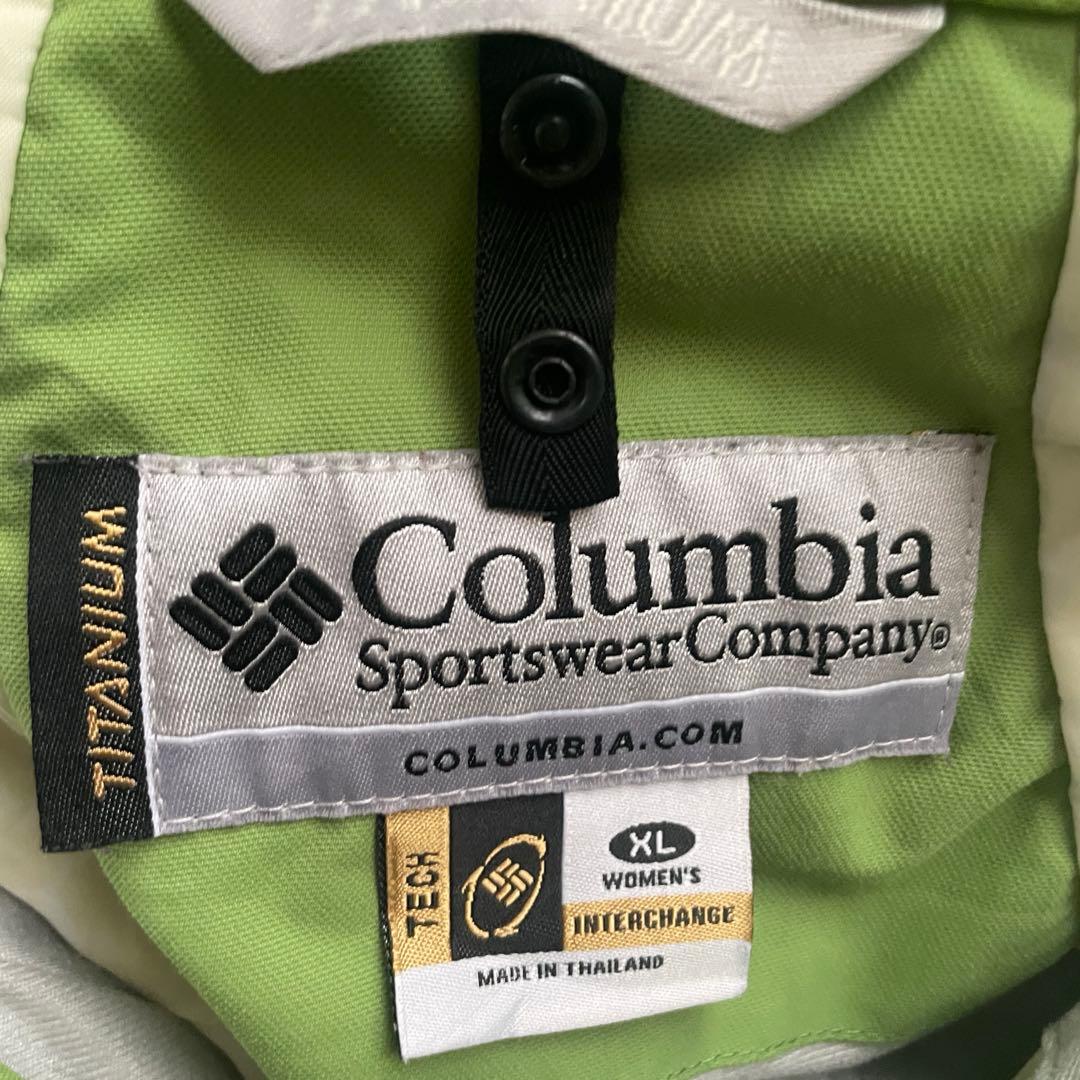 TITANIUM
Columbia
Sportswear Company®
COLUMBIA.COM
TECH
XL
WOMEN'S
INTERCHANGE
MADE IN THAILAND